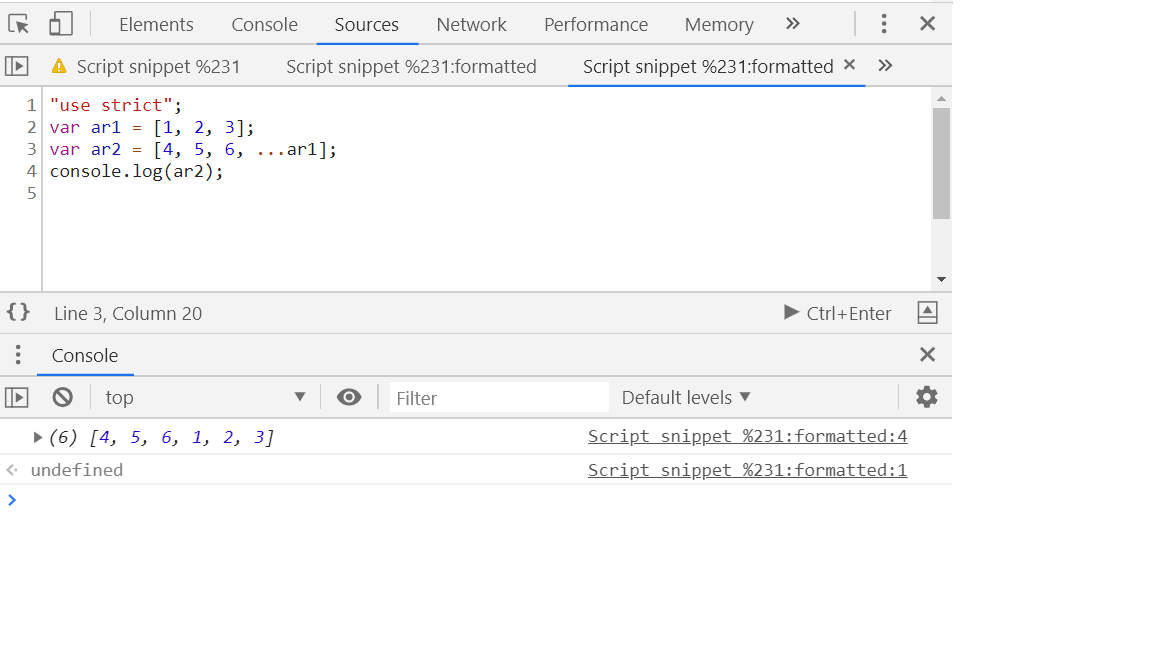 Elements Console Sources Network Performance Memory »
Script snippet %231 Script snippet %231:formatted Script snippet %231:formatted × »
1 "use strict";
2 var ar1 = [1, 2, 3];
3 var ar2 = [4, 5, 6, ...ar1];
4 console.log(ar2);
5
{} Line 3, Column 20 ▶ Ctrl+Enter
Console
top ▼ Filter Default levels ▼
▶ (6) [4, 5, 6, 1, 2, 3] Script snippet %231:formatted:4
undefined Script snippet %231:formatted:1
>